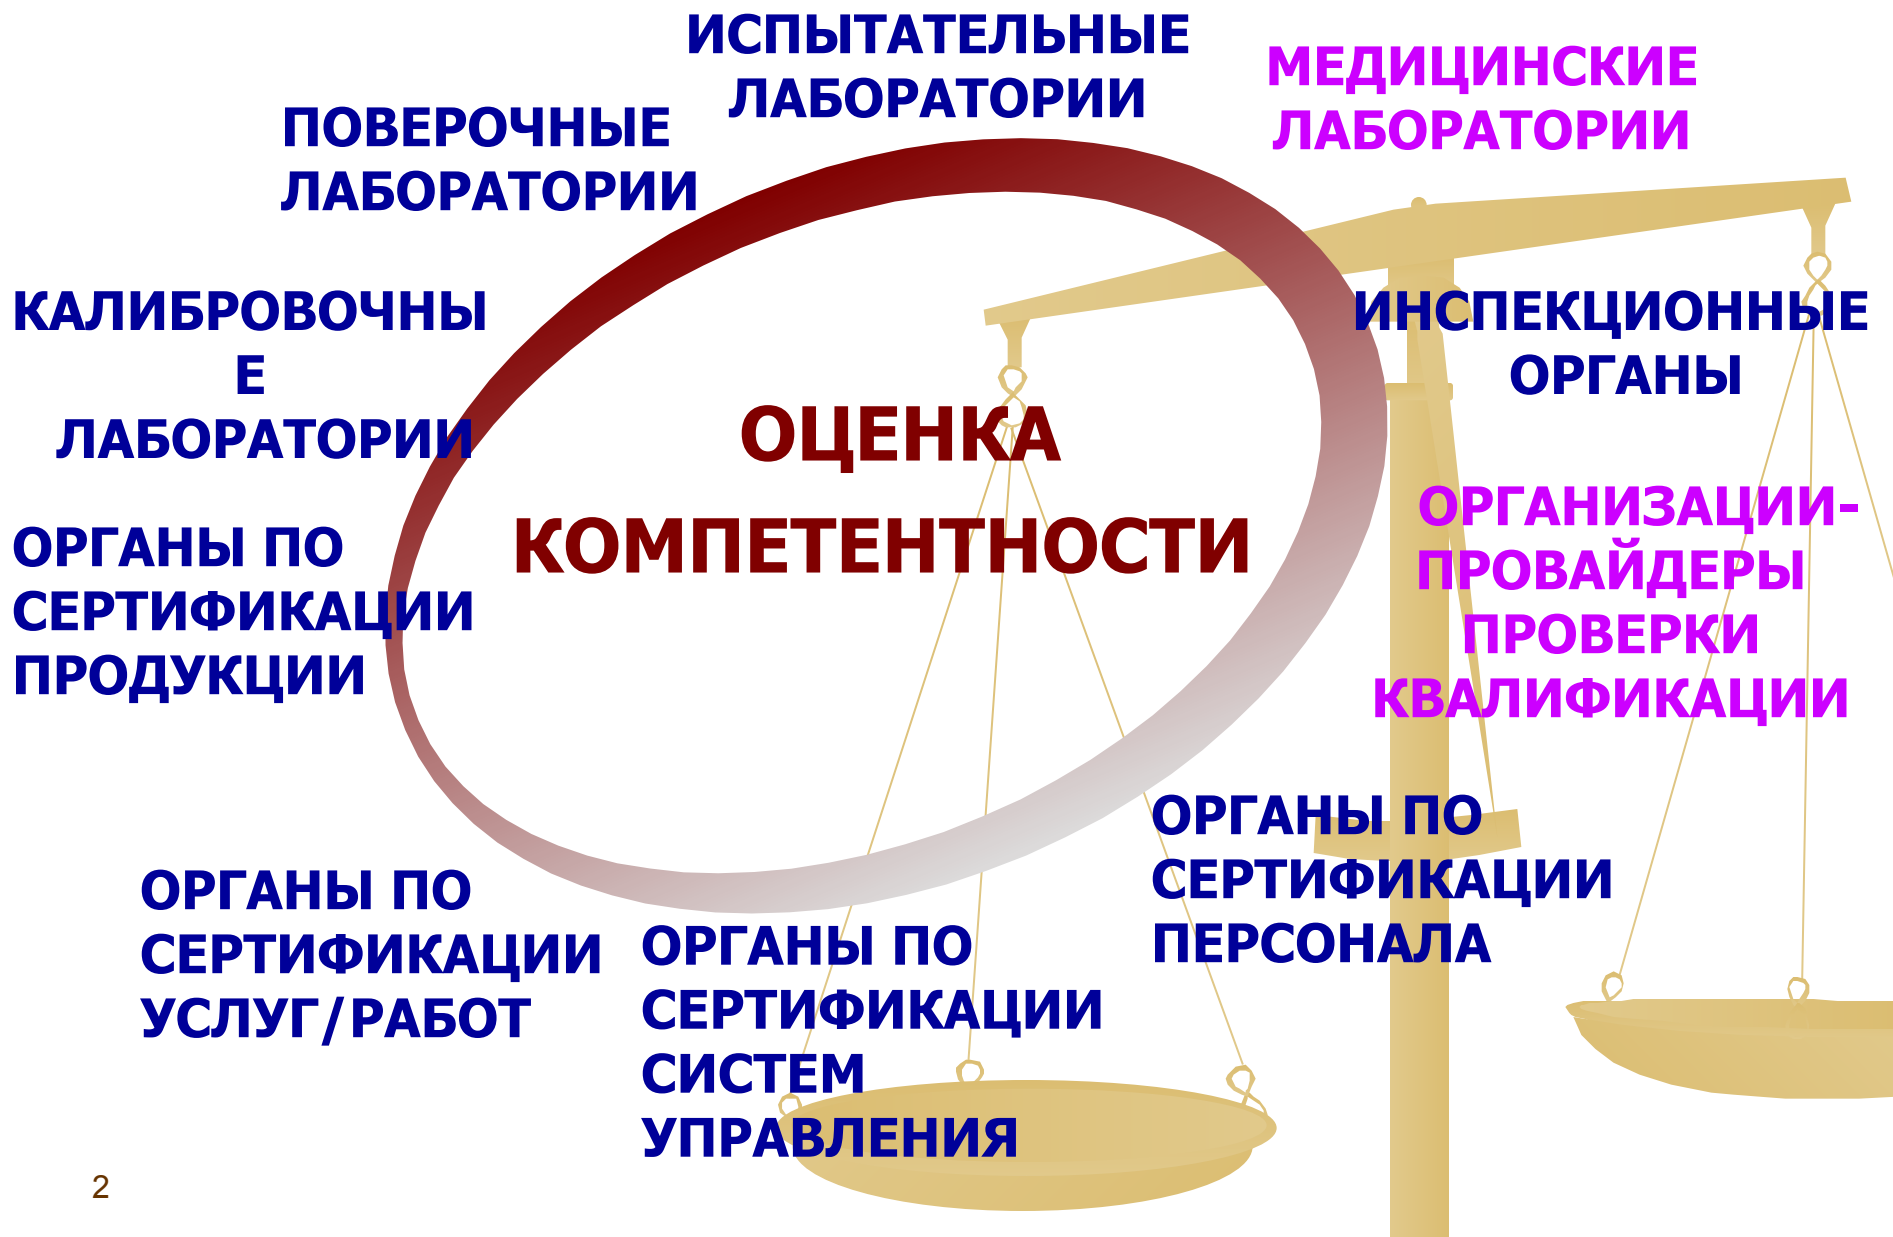 ИСПЫТАТЕЛЬНЫЕ
ЛАБОРАТОРИИ
МЕДИЦИНСКИЕ
ЛАБОРАТОРИИ
ПОВЕРОЧНЫЕ
ЛАБОРАТОРИИ
КАЛИБРОВОЧНЫ
Е
ЛАБОРАТОРИИ
ИНСПЕКЦИОННЫЕ
ОРГАНЫ
ОЦЕНКА
КОМПЕТЕНТНОСТИ
ОРГАНЫ ПО
СЕРТИФИКАЦИИ
ПРОДУКЦИИ
ОРГАНИЗАЦИИ-
ПРОВАЙДЕРЫ
ПРОВЕРКИ
КВАЛИФИКАЦИИ
ОРГАНЫ ПО
СЕРТИФИКАЦИИ
УСЛУГ/РАБОТ
ОРГАНЫ ПО
СЕРТИФИКАЦИИ
СИСТЕМ
УПРАВЛЕНИЯ
ОРГАНЫ ПО
СЕРТИФИКАЦИИ
ПЕРСОНАЛА
2